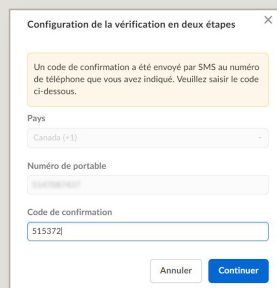 Configuration de la vérification en deux étapes
Un code de confirmation a été envoyé par SMS au numéro
de téléphone que vous avez indiqué. Veuillez saisir le code
ci-dessous.
Pays
Canada (+1)
Numéro de portable
Code de confirmation
515372
Annuler
Continuer